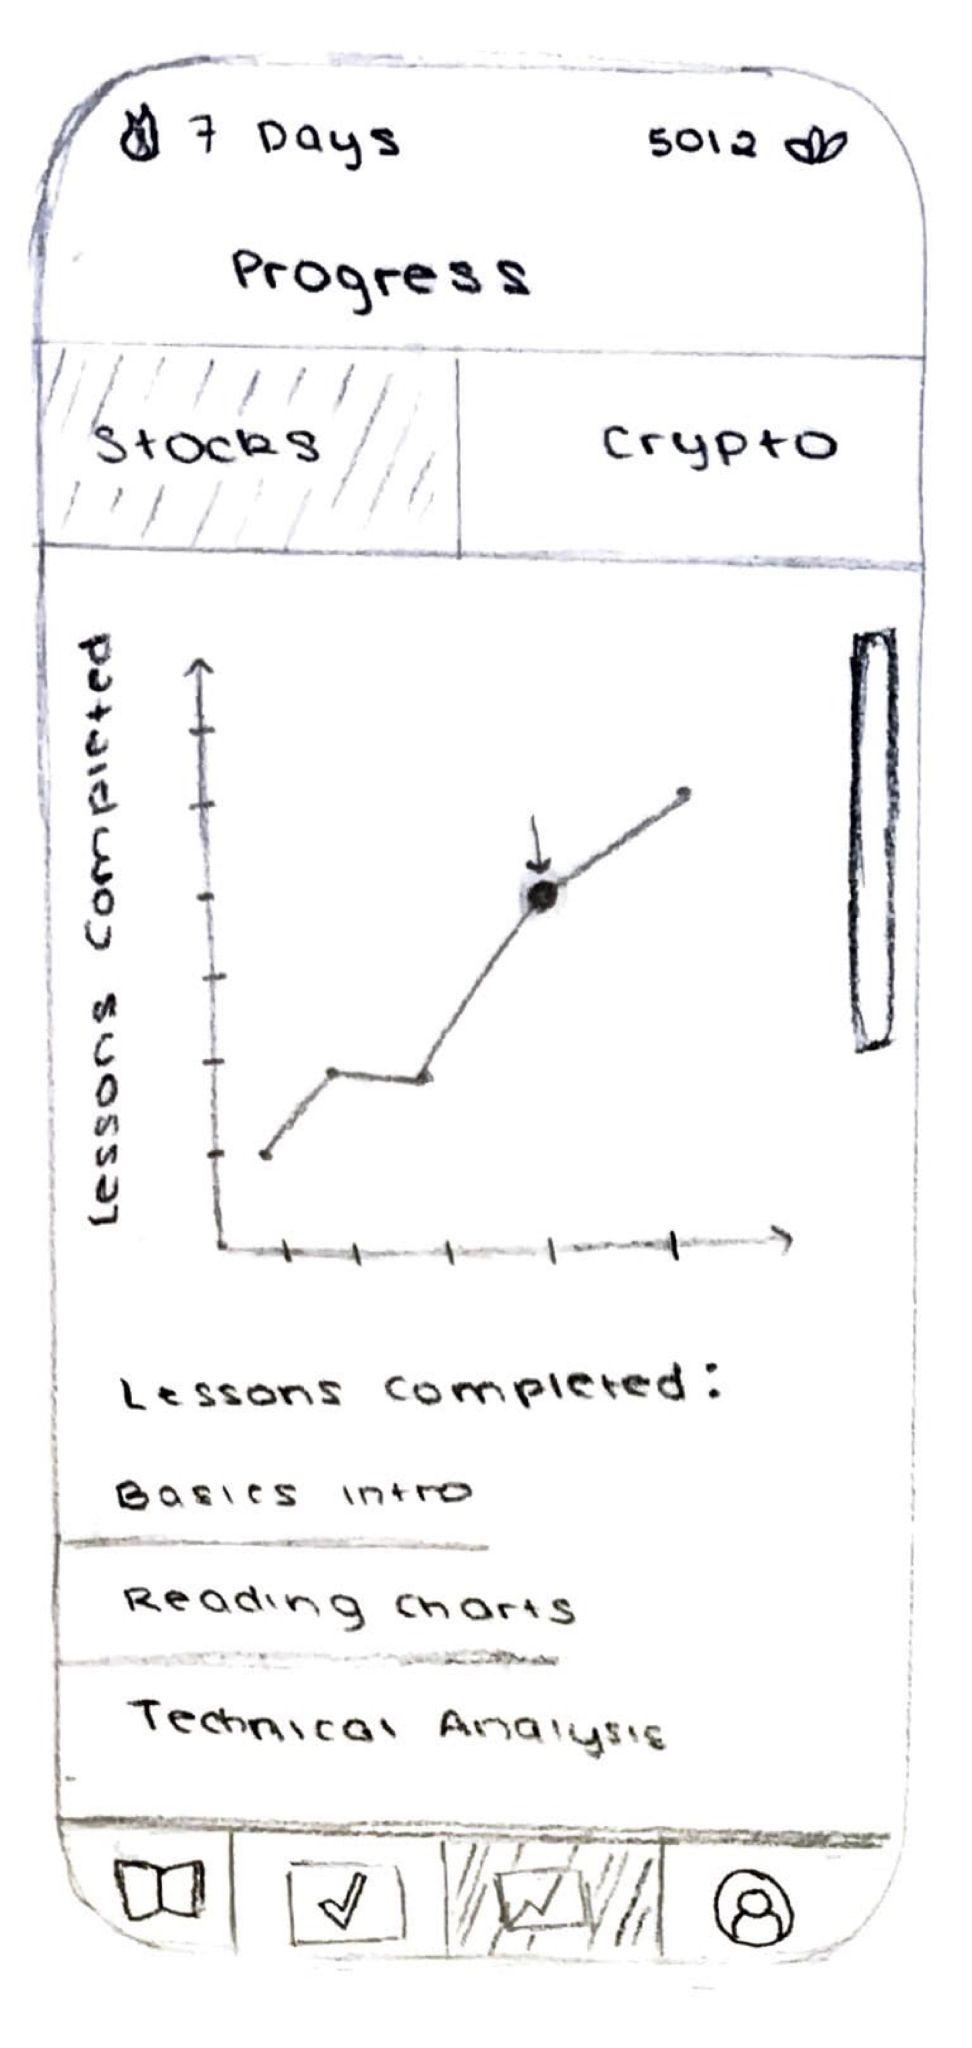 7 Days
5012
Progress
Stocks
Crypto
Lessons Completed
Lessons completed:
Basics intro
Reading charts
Technical Analysis